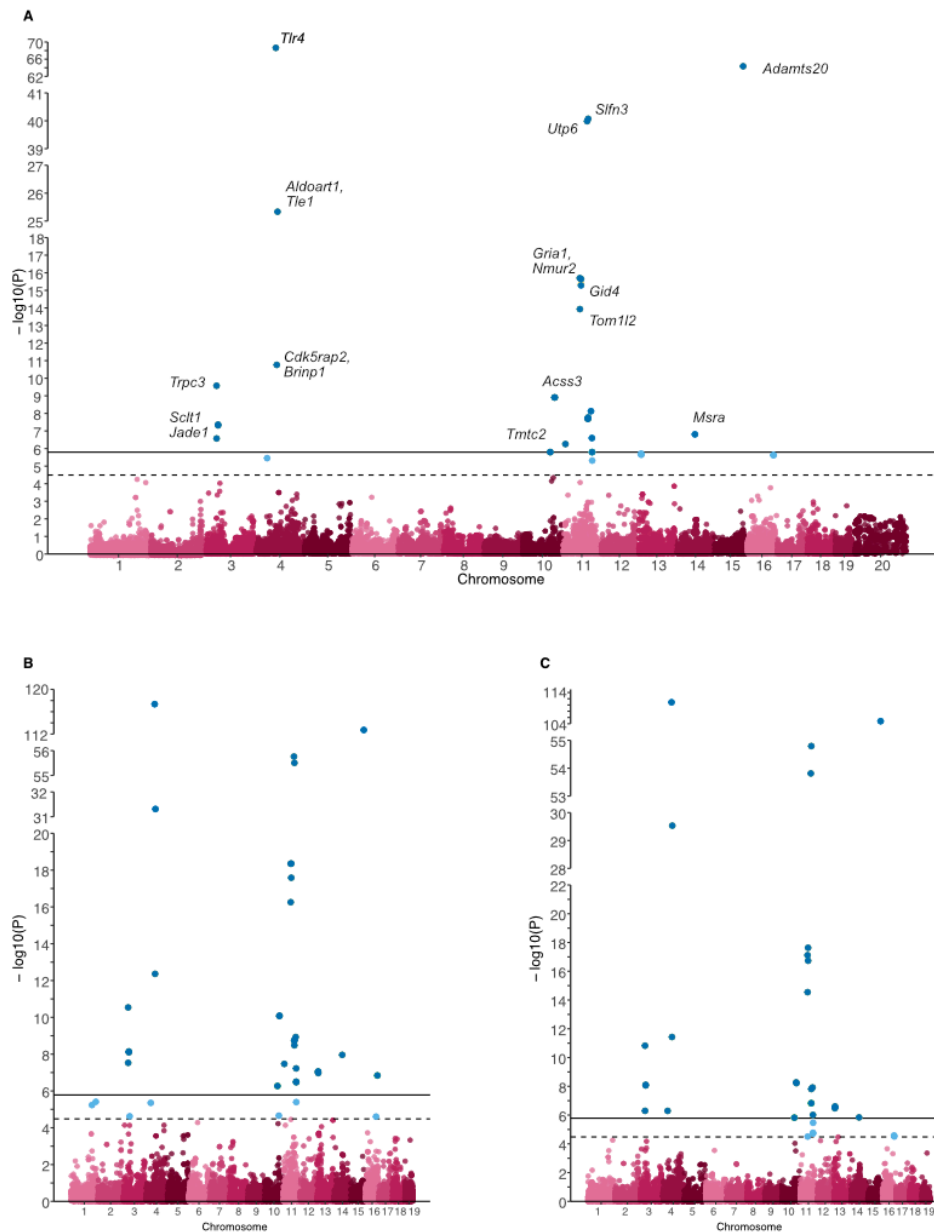 A
Tlr4
70
66
62
Adamts20
41
40
39
Slfn3
Utp6
27
26
25
Aldoart1,
Tle1
18
17
16
15
14
13
12
11
10
9
8
7
6
5
4
3
2
1
0
– log10(P)
Gria1,
Nmur2
Gid4
Tom1l2
Cdk5rap2,
Brinp1
Trpc3
Acss3
Sclt1
Jade1
Tmtc2
Msra
1 2 3 4 5 6 7 8 9 10 11 12 13 14 15 16 17 18 19 20
Chromosome
B
120
112
56
55
32
31
20
18
16
14
12
10
8
6
4
2
0
– log10(P)
1 2 3 4 5 6 7 8 9 10 11 12 13 14 15 16 17 18 19
Chromosome
C
114
104
55
54
53
30
29
28
22
20
18
16
14
12
10
8
6
4
2
0
– log10(P)
1 2 3 4 5 6 7 8 9 10 11 12 13 14 15 16 17 18 19
Chromosome